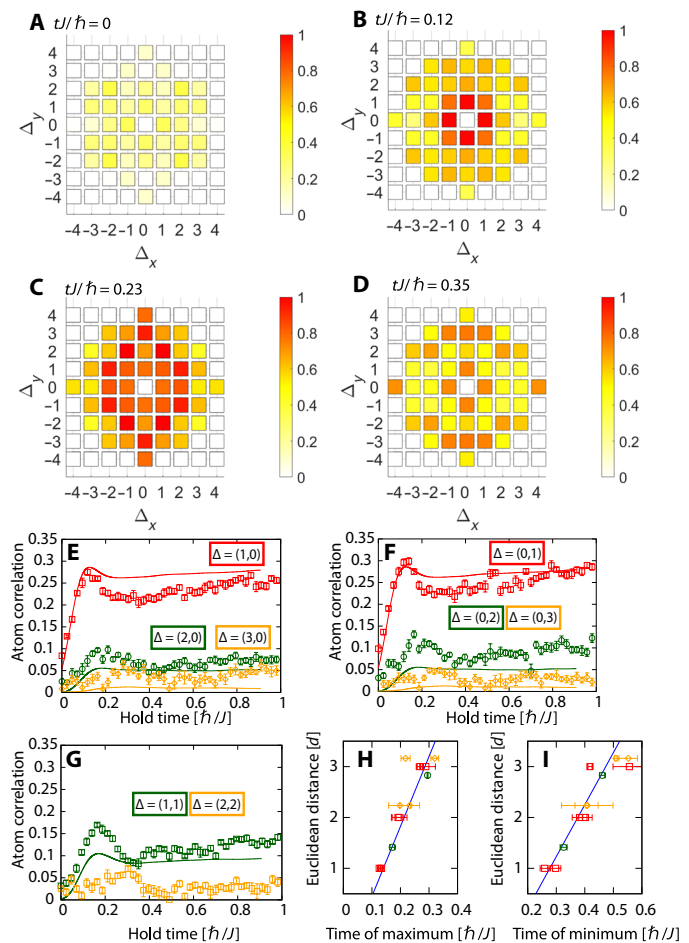 A tJ/ħ = 0
B tJ/ħ = 0.12
4 3 2 1 0 -1 -2 -3 -4
Δy
-4 -3 -2 -1 0 1 2 3 4
Δx
1 0.8 0.6 0.4 0.2 0
4 3 2 1 0 -1 -2 -3 -4
Δy
-4 -3 -2 -1 0 1 2 3 4
Δx
1 0.8 0.6 0.4 0.2 0
C tJ/ħ = 0.23
D tJ/ħ = 0.35
4 3 2 1 0 -1 -2 -3 -4
Δy
-4 -3 -2 -1 0 1 2 3 4
Δx
1 0.8 0.6 0.4 0.2 0
4 3 2 1 0 -1 -2 -3 -4
Δy
-4 -3 -2 -1 0 1 2 3 4
Δx
1 0.8 0.6 0.4 0.2 0
E
Atom correlation
0.35 0.3 0.25 0.2 0.15 0.1 0.05 0
Δ = (1,0)
Δ = (2,0) Δ = (3,0)
0 0.2 0.4 0.6 0.8 1
Hold time [ħ/J]
F
Atom correlation
0.35 0.3 0.25 0.2 0.15 0.1 0.05 0
Δ = (0,1)
Δ = (0,2) Δ = (0,3)
0 0.2 0.4 0.6 0.8 1
Hold time [ħ/J]
G
Atom correlation
0.35 0.3 0.25 0.2 0.15 0.1 0.05 0
Δ = (1,1) Δ = (2,2)
0 0.2 0.4 0.6 0.8 1
Hold time [ħ/J]
H
Euclidean distance [d]
3 2 1
0 0.1 0.2 0.3 0.4
Time of maximum [ħ/J]
I
Euclidean distance [d]
3 2 1
0.2 0.3 0.4 0.5 0.6
Time of minimum [ħ/J]